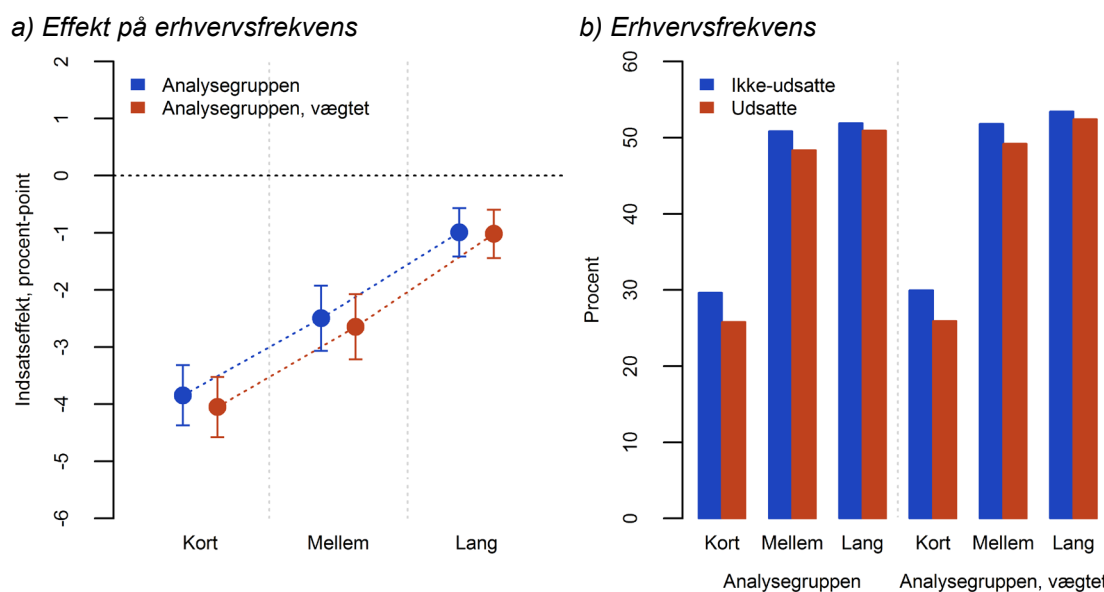 a) Effekt på erhvervsfrekvens
Analysegruppen
Analysegruppen, vægtet
Indsatseffekt, procent-point
2
1
0
-1
-2
-3
-4
-5
-6
Kort Mellem Lang
b) Erhvervsfrekvens
Ikke-udsatte
Udsatte
Procent
60
50
40
30
20
10
0
Kort Mellem Lang Kort Mellem Lang
Analysegruppen Analysegruppen, vægtet